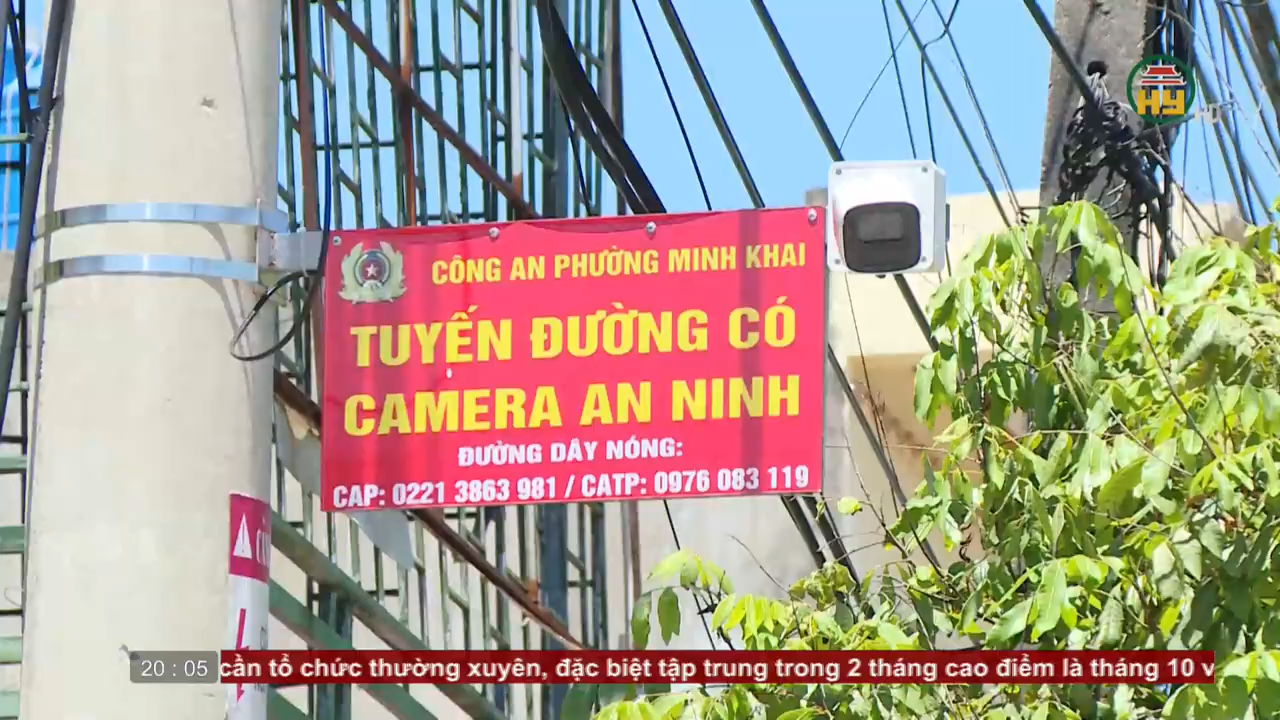 HY
HD
CÔNG AN PHƯỜNG MINH KHAI
TUYẾN ĐƯỜNG CÓ
CAMERA AN NINH
ĐƯỜNG DÂY NÓNG:
CAP: 0221 3863 981 / CATP: 0976 083 119
20 : 05
cần tổ chức thường xuyên, đặc biệt tập trung trong 2 tháng cao điểm là tháng 10 v